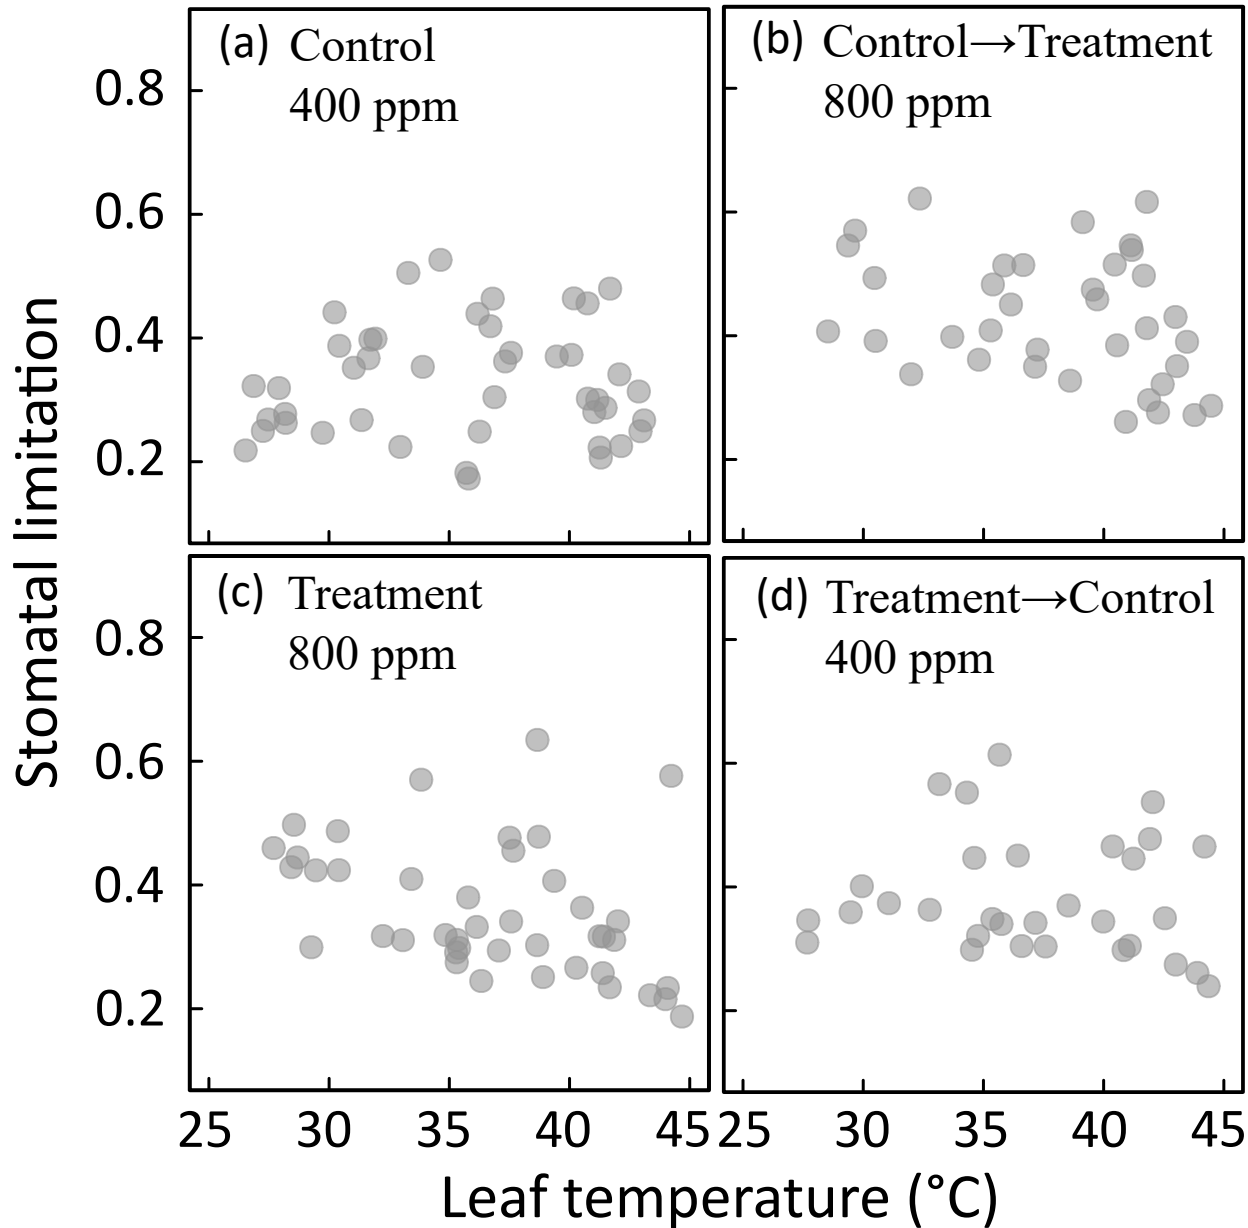 (a) Control
400 ppm
(b) Control→Treatment
800 ppm
0.8
0.6
0.4
0.2
(c) Treatment
800 ppm
(d) Treatment→Control
400 ppm
0.8
0.6
0.4
0.2
Stomatal limitation
25 30 35 40 45 25 30 35 40 45
Leaf temperature (°C)